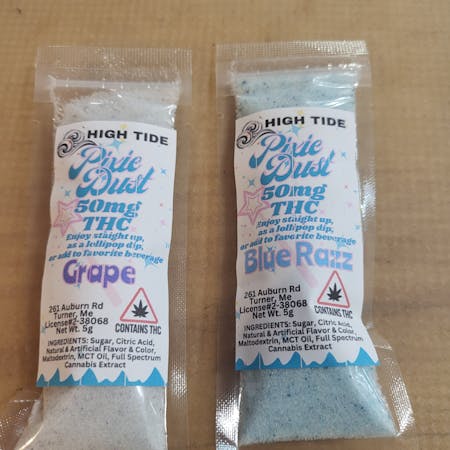 HIGH TIDE
Pixie
Dust
50mg
THC
Enjoy staight up,
as a lollipop dip,
or add to favorite beverage
Grape
261 Auburn Rd
Turner, Me
License#2-38068
Net Wt. 5g
CONTAINS THC
INGREDIENTS: Sugar, Citric Acid,
Natural & Artificial Flavor & Color,
Maltodextrin, MCT Oil, Full Spectrum
Cannabis Extract
HIGH TIDE
Pixie
Dust
50mg
THC
Enjoy staight up,
as a lollipop dip,
or add to favorite beverage
Blue Razz
261 Auburn Rd
Turner, Me
License#2-38068
Net Wt. 5g
CONTAINS THC
INGREDIENTS: Sugar, Citric Acid,
Natural & Artificial Flavor & Color,
Maltodextrin, MCT Oil, Full Spectrum
Cannabis Extract